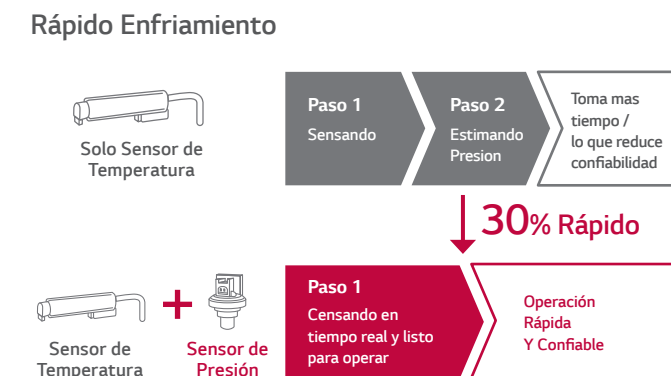 Rápido Enfriamiento
Solo Sensor de
Temperatura
Paso 1
Sensando
Paso 2
Estimando
Presion
Toma mas
tiempo /
lo que reduce
confiabilidad
30% Rápido
Sensor de
Temperatura
+
Sensor de
Presión
Paso 1
Censando en
tiempo real y listo
para operar
Operación
Rápida
Y Confiable